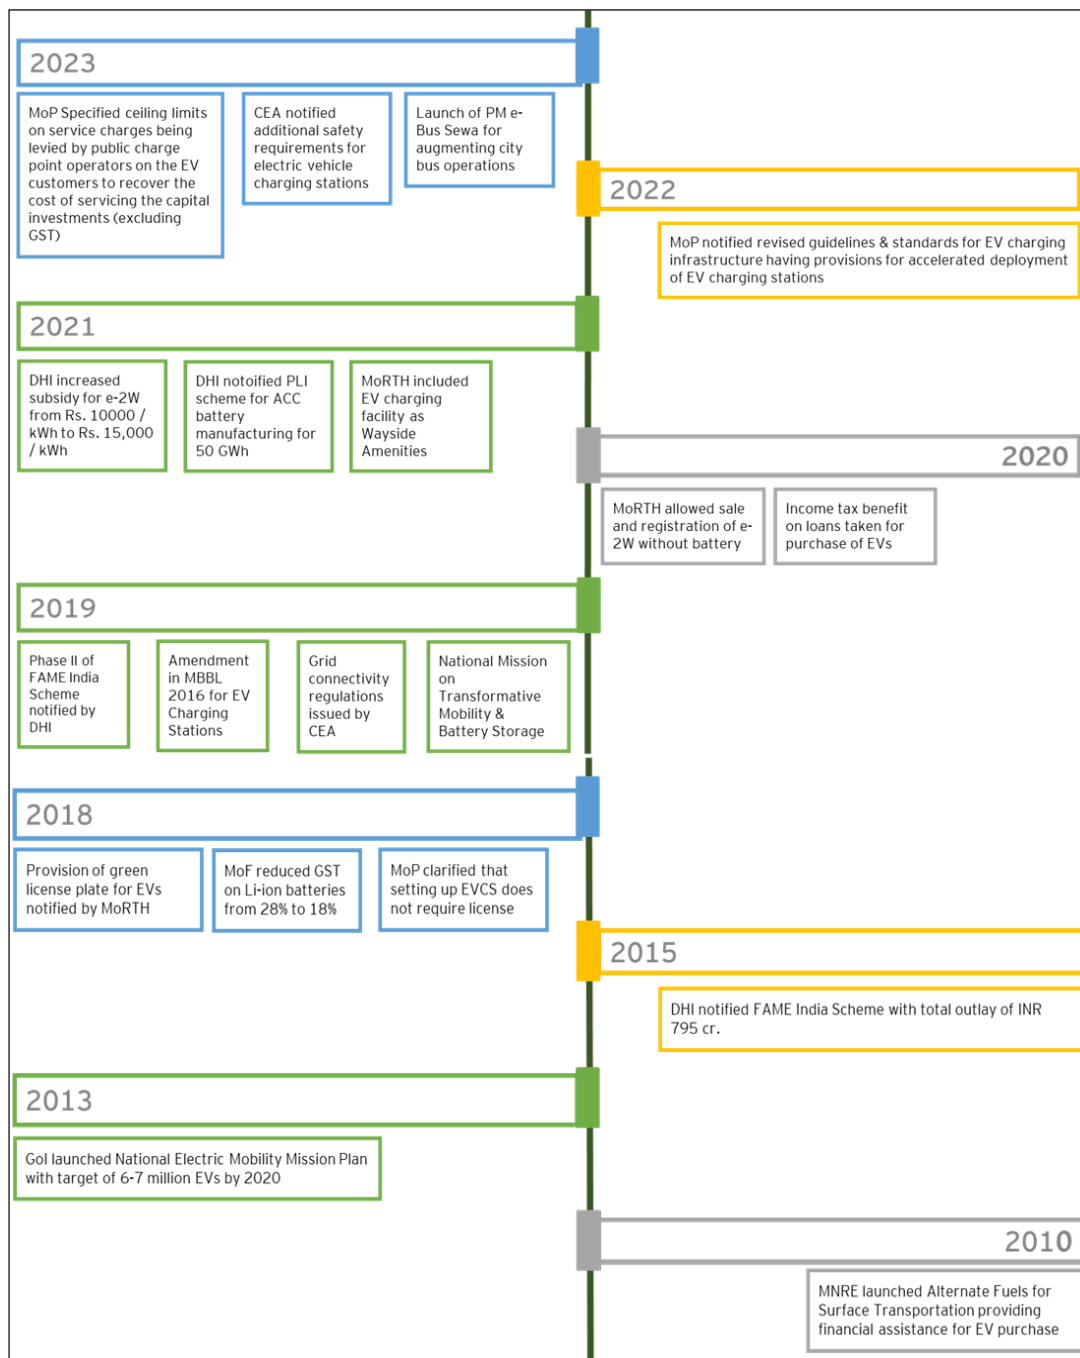 2023
MoP Specified ceiling limits
on service charges being
levied by public charge
point operators on the EV
customers to recover the
cost of servicing the capital
investments (excluding
GST)
CEA notified
additional safety
requirements for
electric vehicle
charging stations
Launch of PM e-
Bus Sewa for
augmenting city
bus operations
2022
MoP notified revised guidelines & standards for EV charging
infrastructure having provisions for accelerated deployment
of EV charging stations
2021
DHI increased
subsidy for e-2W
from Rs. 10000 /
kWh to Rs. 15,000
/ kWh
DHI notoified PLI
scheme for ACC
battery
manufacturing for
50 GWh
MoRTH included
EV charging
facility as
Wayside
Amenities
2020
MoRTH allowed sale
and registration of e-
2W without battery
Income tax benefit
on loans taken for
purchase of EVs
2019
Phase II of
FAME India
Scheme
notified by
DHI
Amendment
in MBBL
2016 for EV
Charging
Stations
Grid
connectivity
regulations
issued by
CEA
National Mission
on
Transformative
Mobility &
Battery Storage
2018
Provision of green
license plate for EVs
notified by MoRTH
MoF reduced GST
on Li-ion batteries
from 28% to 18%
MoP clarified that
setting up EVCS does
not require license
2015
DHI notified FAME India Scheme with total outlay of INR
795 cr.
2013
GoI launched National Electric Mobility Mission Plan
with target of 6-7 million EVs by 2020
2010
MNRE launched Alternate Fuels for
Surface Transportation providing
financial assistance for EV purchase